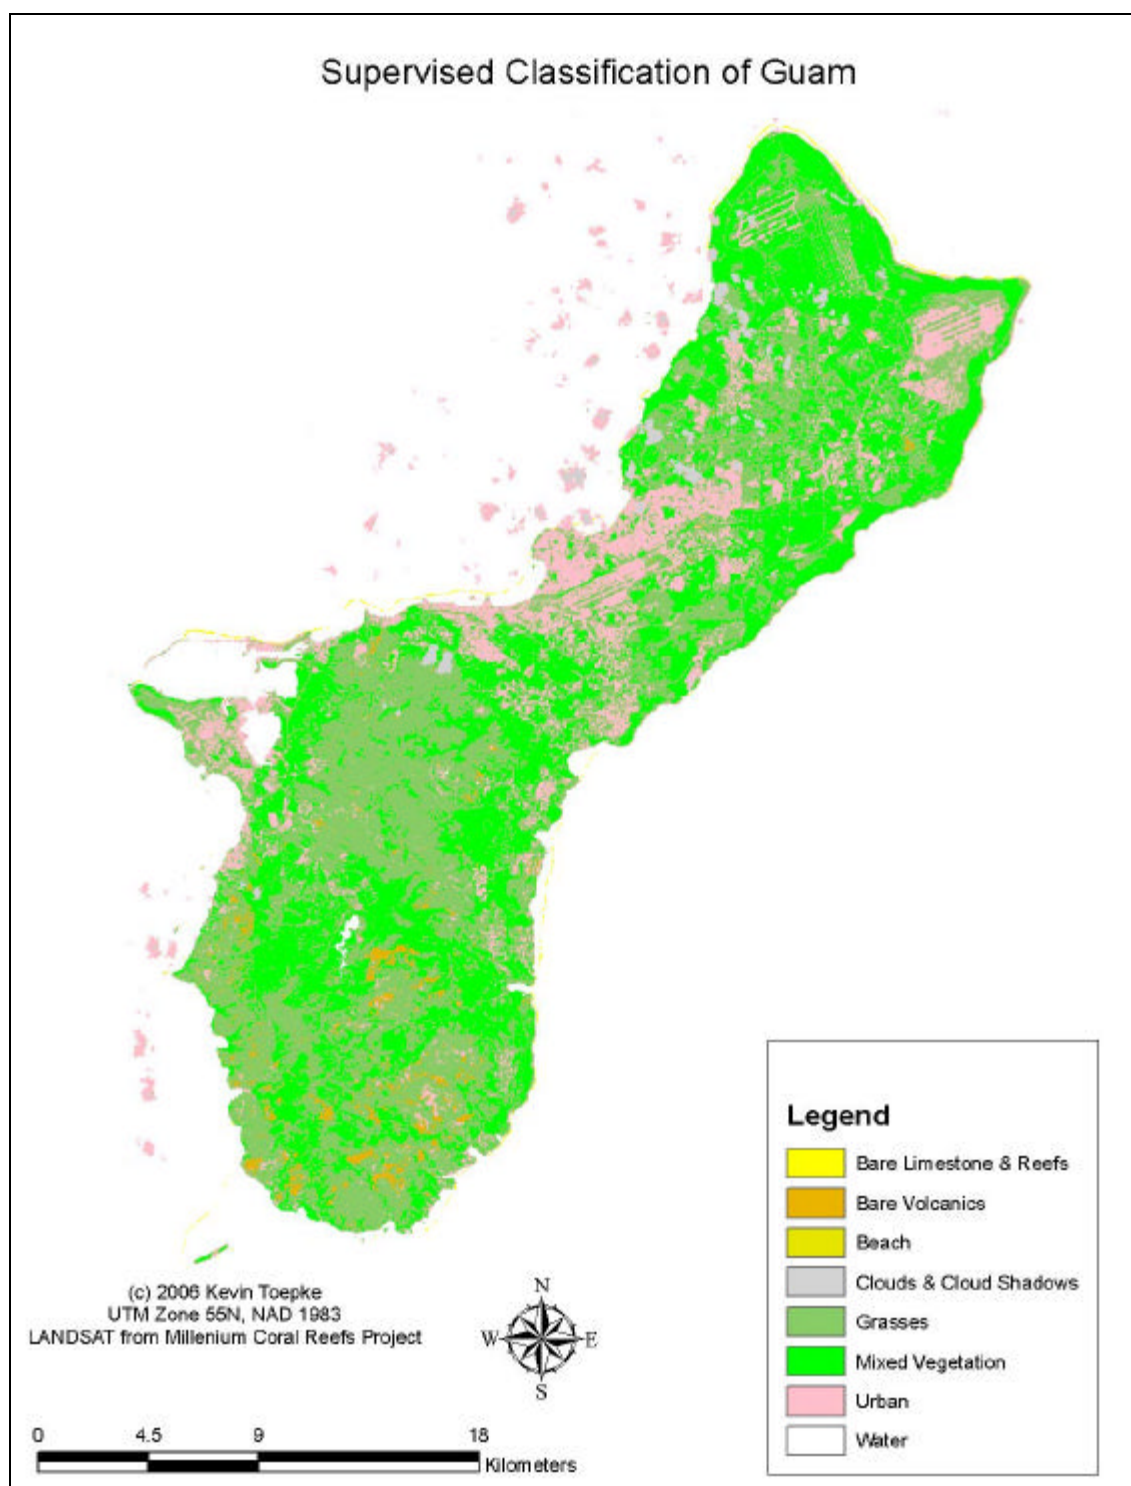 Supervised Classification of Guam
Legend
Bare Limestone & Reefs
Bare Volcanics
Beach
Clouds & Cloud Shadows
Grasses
Mixed Vegetation
Urban
Water
(c) 2006 Kevin Toepke
UTM Zone 55N, NAD 1983
LANDSAT from Millenium Coral Reefs Project
N
W E
S
0 4.5 9 18
Kilometers